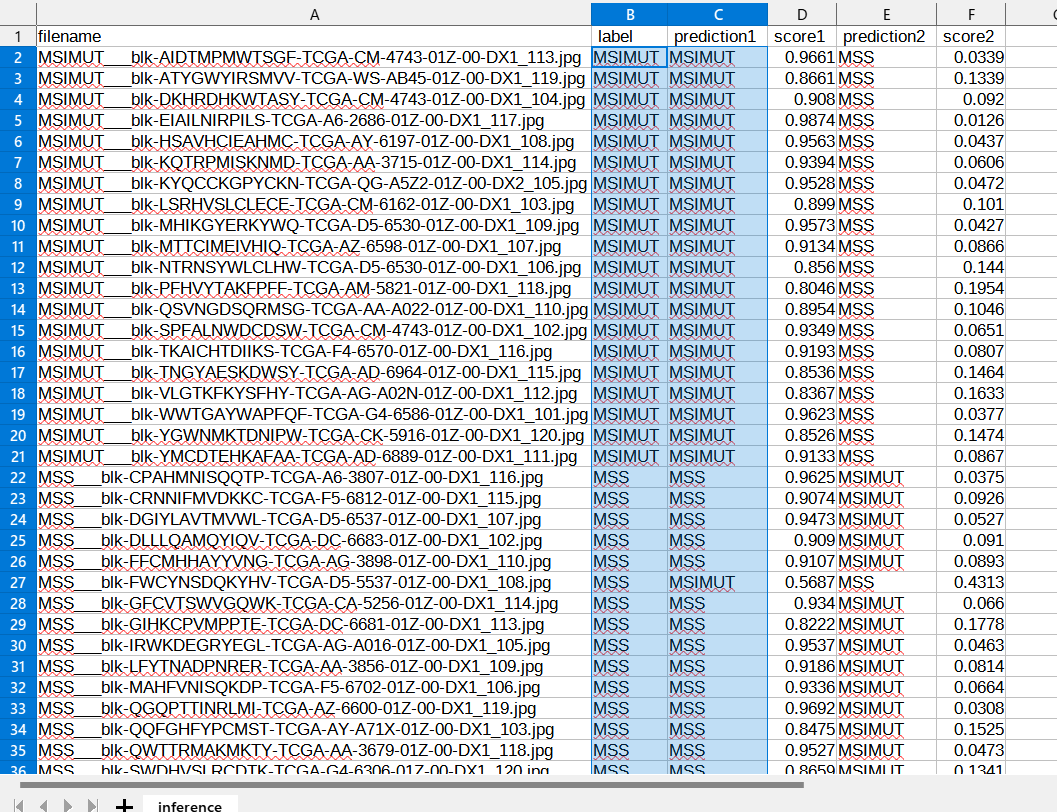 A B C D E F
1 filename label prediction1 score1 prediction2 score2
2 MSIMUT___blk-AIDTMPMWTSGF-TCGA-CM-4743-01Z-00-DX1_113.jpg MSIMUT MSIMUT 0.9661 MSS 0.0339
3 MSIMUT___blk-ATYGWYIRSMVV-TCGA-WS-AB45-01Z-00-DX1_119.jpg MSIMUT MSIMUT 0.8661 MSS 0.1339
4 MSIMUT___blk-DKHRDHKWTASY-TCGA-CM-4743-01Z-00-DX1_104.jpg MSIMUT MSIMUT 0.908 MSS 0.092
5 MSIMUT___blk-EIAILNIRPILS-TCGA-A6-2686-01Z-00-DX1_117.jpg MSIMUT MSIMUT 0.9874 MSS 0.0126
6 MSIMUT___blk-HSAVHCIEAHMC-TCGA-AY-6197-01Z-00-DX1_108.jpg MSIMUT MSIMUT 0.9563 MSS 0.0437
7 MSIMUT___blk-KQTRPMISKNMD-TCGA-AA-3715-01Z-00-DX1_114.jpg MSIMUT MSIMUT 0.9394 MSS 0.0606
8 MSIMUT___blk-KYQCCKGPYCKN-TCGA-QG-A5Z2-01Z-00-DX2_105.jpg MSIMUT MSIMUT 0.9528 MSS 0.0472
9 MSIMUT___blk-LSRHVSLCLECE-TCGA-CM-6162-01Z-00-DX1_103.jpg MSIMUT MSIMUT 0.899 MSS 0.101
10 MSIMUT___blk-MHIKGYERKYWQ-TCGA-D5-6530-01Z-00-DX1_109.jpg MSIMUT MSIMUT 0.9573 MSS 0.0427
11 MSIMUT___blk-MTTCIMEIVHIQ-TCGA-AZ-6598-01Z-00-DX1_107.jpg MSIMUT MSIMUT 0.9134 MSS 0.0866
12 MSIMUT___blk-NTRNSYWLCLHW-TCGA-D5-6530-01Z-00-DX1_106.jpg MSIMUT MSIMUT 0.856 MSS 0.144
13 MSIMUT___blk-PFHVYTAKFPFF-TCGA-AM-5821-01Z-00-DX1_118.jpg MSIMUT MSIMUT 0.8046 MSS 0.1954
14 MSIMUT___blk-QSVNGDSQRMSG-TCGA-AA-A022-01Z-00-DX1_110.jpg MSIMUT MSIMUT 0.8954 MSS 0.1046
15 MSIMUT___blk-SPFALNWDCDSW-TCGA-CM-4743-01Z-00-DX1_102.jpg MSIMUT MSIMUT 0.9349 MSS 0.0651
16 MSIMUT___blk-TKAICHTDIIKS-TCGA-F4-6570-01Z-00-DX1_116.jpg MSIMUT MSIMUT 0.9193 MSS 0.0807
17 MSIMUT___blk-TNGYAESKDWSY-TCGA-AD-6964-01Z-00-DX1_115.jpg MSIMUT MSIMUT 0.8536 MSS 0.1464
18 MSIMUT___blk-VLGTKFKYSFHY-TCGA-AG-A02N-01Z-00-DX1_112.jpg MSIMUT MSIMUT 0.8367 MSS 0.1633
19 MSIMUT___blk-WWTGAYWAPFQF-TCGA-G4-6586-01Z-00-DX1_101.jpg MSIMUT MSIMUT 0.9623 MSS 0.0377
20 MSIMUT___blk-YGWNMKTDNIPW-TCGA-CK-5916-01Z-00-DX1_120.jpg MSIMUT MSIMUT 0.8526 MSS 0.1474
21 MSIMUT___blk-YMCDTEHKAFAA-TCGA-AD-6889-01Z-00-DX1_111.jpg MSIMUT MSIMUT 0.9133 MSS 0.0867
22 MSS___blk-CPAHMNISQQTP-TCGA-A6-3807-01Z-00-DX1_116.jpg MSS MSS 0.9625 MSIMUT 0.0375
23 MSS___blk-CRNNIFMVDKKC-TCGA-F5-6812-01Z-00-DX1_115.jpg MSS MSS 0.9074 MSIMUT 0.0926
24 MSS___blk-DGIYLAVTMVWL-TCGA-D5-6537-01Z-00-DX1_107.jpg MSS MSS 0.9473 MSIMUT 0.0527
25 MSS___blk-DLLLQAMQYIQV-TCGA-DC-6683-01Z-00-DX1_102.jpg MSS MSS 0.909 MSIMUT 0.091
26 MSS___blk-FFCMHHAYYVNG-TCGA-AG-3898-01Z-00-DX1_110.jpg MSS MSS 0.9107 MSIMUT 0.0893
27 MSS___blk-FWCYNSDQKYHV-TCGA-D5-5537-01Z-00-DX1_108.jpg MSS MSIMUT 0.5687 MSS 0.4313
28 MSS___blk-GFCVTSWVGQWK-TCGA-CA-5256-01Z-00-DX1_114.jpg MSS MSS 0.934 MSIMUT 0.066
29 MSS___blk-GIHKCPVMPPTE-TCGA-DC-6681-01Z-00-DX1_113.jpg MSS MSS 0.8222 MSIMUT 0.1778
30 MSS___blk-IRWKDEGRYEGL-TCGA-AG-A016-01Z-00-DX1_105.jpg MSS MSS 0.9537 MSIMUT 0.0463
31 MSS___blk-LFYTNADPNRER-TCGA-AA-3856-01Z-00-DX1_109.jpg MSS MSS 0.9186 MSIMUT 0.0814
32 MSS___blk-MAHFVNISQKDP-TCGA-F5-6702-01Z-00-DX1_106.jpg MSS MSS 0.9336 MSIMUT 0.0664
33 MSS___blk-QGQPTTINRLMI-TCGA-AZ-6600-01Z-00-DX1_119.jpg MSS MSS 0.9692 MSIMUT 0.0308
34 MSS___blk-QQFGHFYPCMST-TCGA-AY-A71X-01Z-00-DX1_103.jpg MSS MSS 0.8475 MSIMUT 0.1525
35 MSS___blk-QWTTRMAKMKTY-TCGA-AA-3679-01Z-00-DX1_118.jpg MSS MSS 0.9527 MSIMUT 0.0473
36 MSS___blk-SWDHVSLRCDTK-TCGA-G4-6306-01Z-00-DX1_120.jpg MSS MSS 0.8659 MSIMUT 0.1341
inference